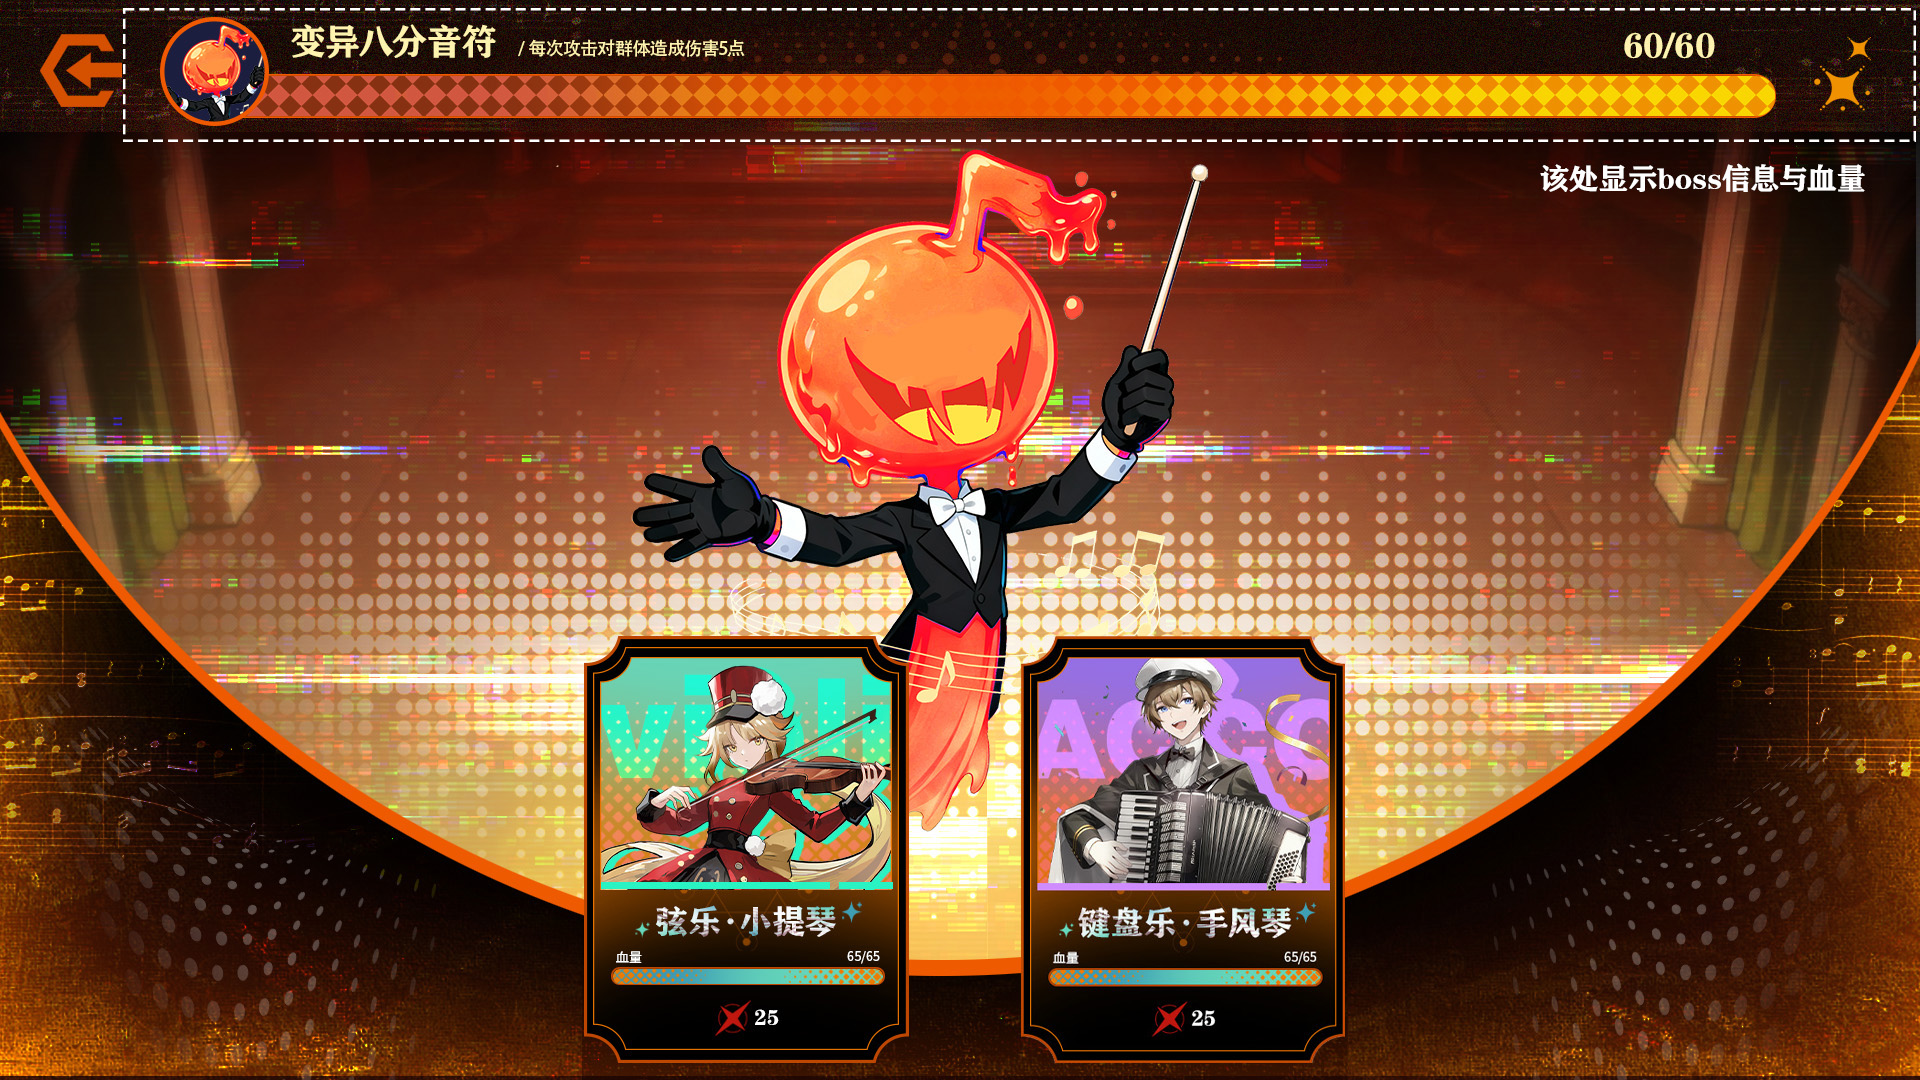 变异八分音符 / 每次攻击对群体造成伤害5点
60/60
该处显示boss信息与血量
弦乐·小提琴
血量 65/65
25
键盘乐·手风琴
血量 65/65
25